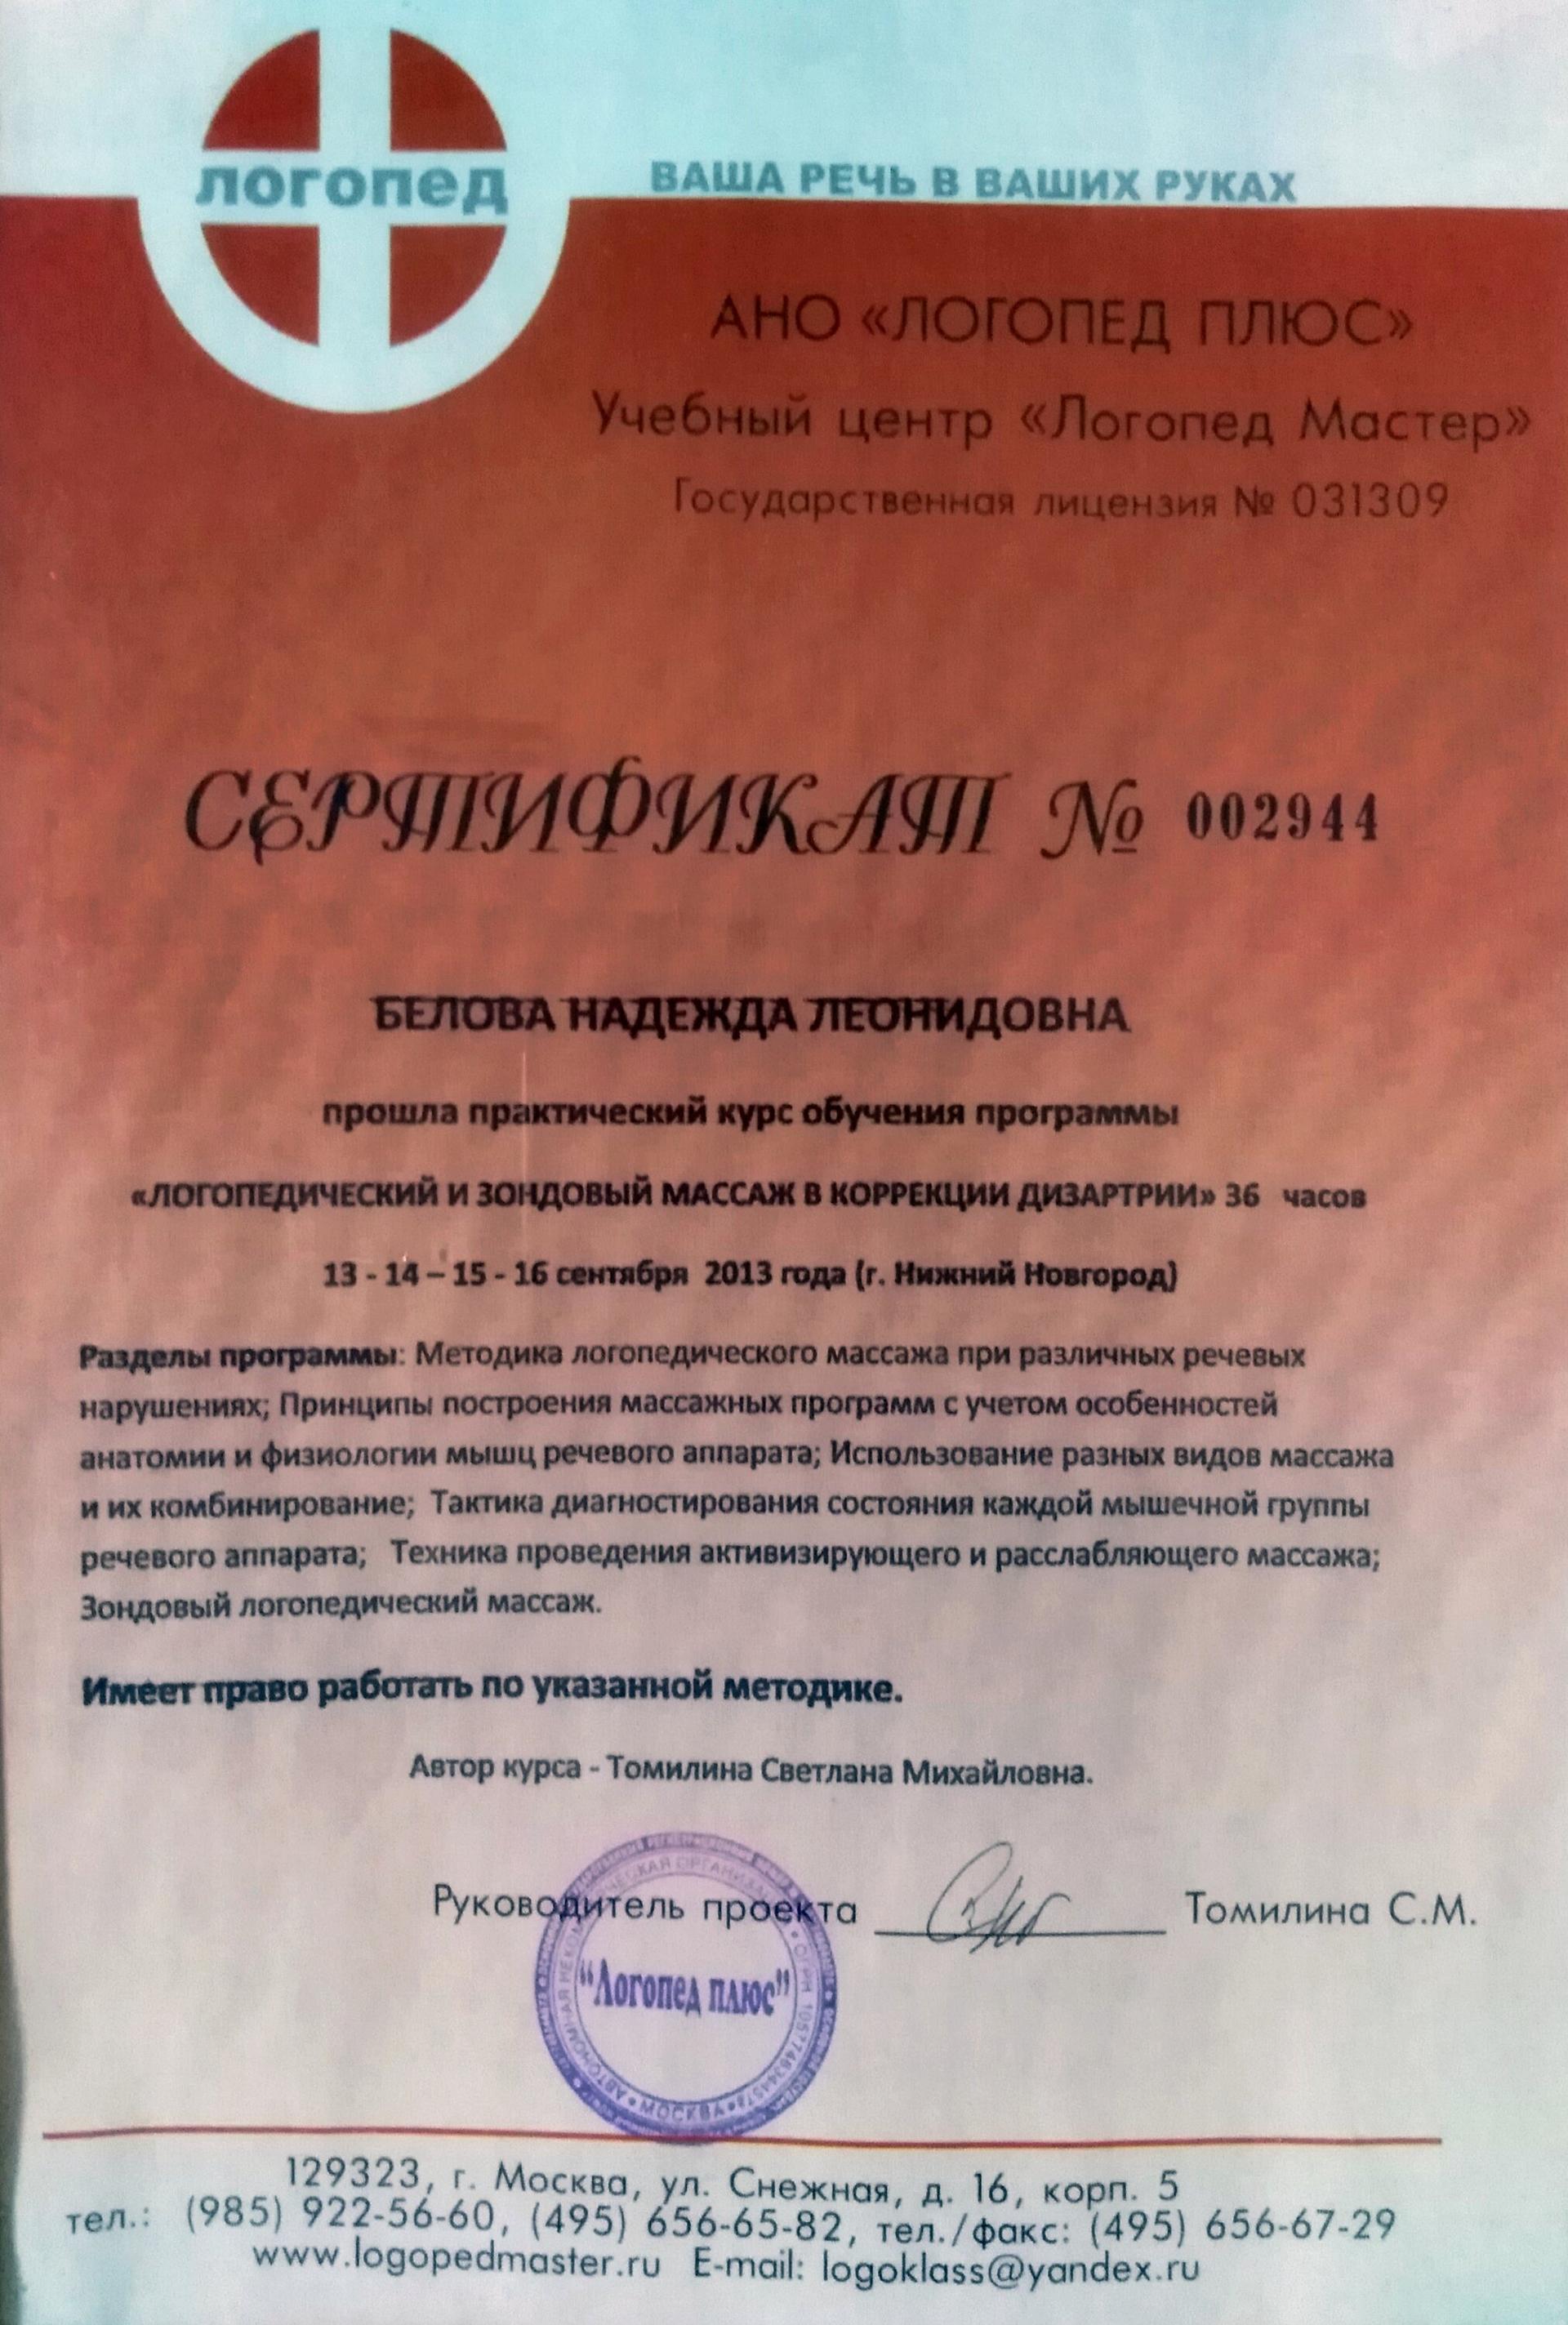 логопед
ВАША РЕЧЬ В ВАШИХ РУКАХ
АНО «ЛОГОПЕД ПЛЮС»
Учебный центр «Логопед Мастер»
Государственная лицензия № 031309
СЕРТИФИКАТ № 002944
БЕЛОВА НАДЕЖДА ЛЕОНИДОВНА
прошла практический курс обучения программы
«ЛОГОПЕДИЧЕСКИЙ И ЗОНДОВЫЙ МАССАЖ В КОРРЕКЦИИ ДИЗАРТРИИ» 36 часов
13 - 14 – 15 - 16 сентября 2013 года (г. Нижний Новгород)
Разделы программы: Методика логопедического массажа при различных речевых
нарушениях; Принципы построения массажных программ с учетом особенностей
анатомии и физиологии мышц речевого аппарата; Использование разных видов массажа
и их комбинирование; Тактика диагностирования состояния каждой мышечной группы
речевого аппарата; Техника проведения активизирующего и расслабляющего массажа;
Зондовый логопедический массаж.
Имеет право работать по указанной методике.
Автор курса - Томилина Светлана Михайловна.
Руководитель проекта Томилина С.М.
"Логопед плюс"
МОСКВА
129323, г. Москва, ул. Снежная, д. 16, корп. 5
тел.: (985) 922-56-60, (495) 656-65-82, тел./факс: (495) 656-67-29
www.logopedmaster.ru E-mail: logoklass@yandex.ru